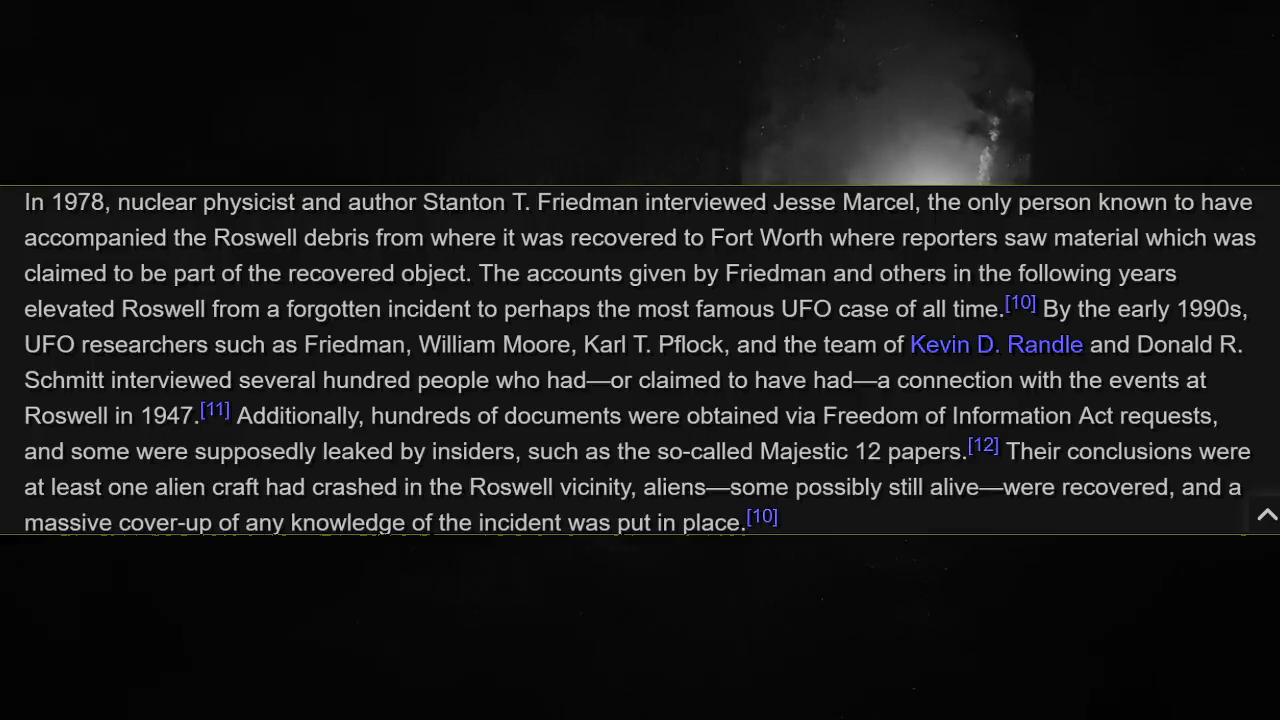 In 1978, nuclear physicist and author Stanton T. Friedman interviewed Jesse Marcel, the only person known to have
accompanied the Roswell debris from where it was recovered to Fort Worth where reporters saw material which was
claimed to be part of the recovered object. The accounts given by Friedman and others in the following years
elevated Roswell from a forgotten incident to perhaps the most famous UFO case of all time.[10] By the early 1990s,
UFO researchers such as Friedman, William Moore, Karl T. Pflock, and the team of Kevin D. Randle and Donald R.
Schmitt interviewed several hundred people who had—or claimed to have had—a connection with the events at
Roswell in 1947.[11] Additionally, hundreds of documents were obtained via Freedom of Information Act requests,
and some were supposedly leaked by insiders, such as the so-called Majestic 12 papers.[12] Their conclusions were
at least one alien craft had crashed in the Roswell vicinity, aliens—some possibly still alive—were recovered, and a
massive cover-up of any knowledge of the incident was put in place.[10]